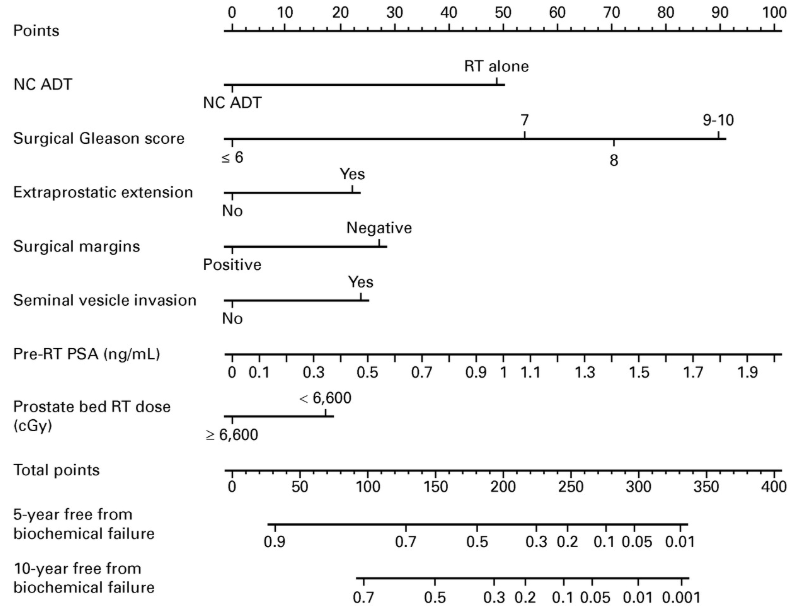 Points
0 10 20 30 40 50 60 70 80 90 100
NC ADT
RT alone
NC ADT
Surgical Gleason score
7
9-10
≤ 6
8
Extraprostatic extension
Yes
No
Surgical margins
Negative
Positive
Seminal vesicle invasion
Yes
No
Pre-RT PSA (ng/mL)
0 0.1 0.3 0.5 0.7 0.9 1 1.1 1.3 1.5 1.7 1.9
Prostate bed RT dose
(cGy)
< 6,600
≥ 6,600
Total points
0 50 100 150 200 250 300 350 400
5-year free from
biochemical failure
0.9 0.7 0.5 0.3 0.2 0.1 0.05 0.01
10-year free from
biochemical failure
0.7 0.5 0.3 0.2 0.1 0.05 0.01 0.001